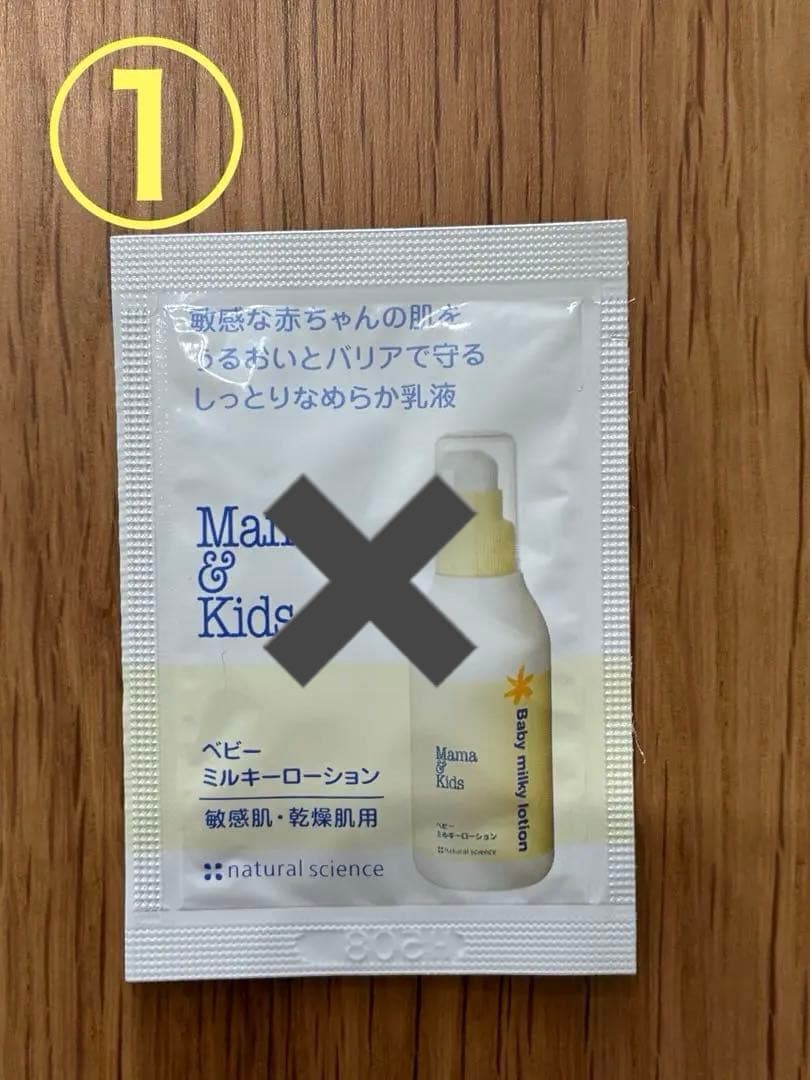 ①
敏感な赤ちゃんの肌を
うるおいとバリアで守る
しっとりなめらか乳液
&
Kids
ベビー
ミルキーローション
敏感肌・乾燥肌用
natural science
Baby milky lotion
Mama
&
Kids
ベビー
ミルキーローション
natural science